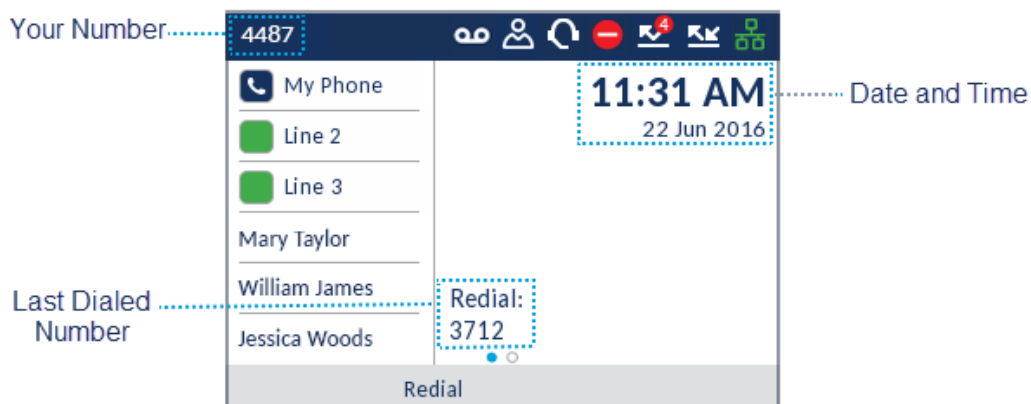 Your Number
4487
4
My Phone
11:31 AM
Date and Time
22 Jun 2016
Line 2
Line 3
Mary Taylor
William James
Last Dialed
Number
Redial:
3712
Jessica Woods
Redial